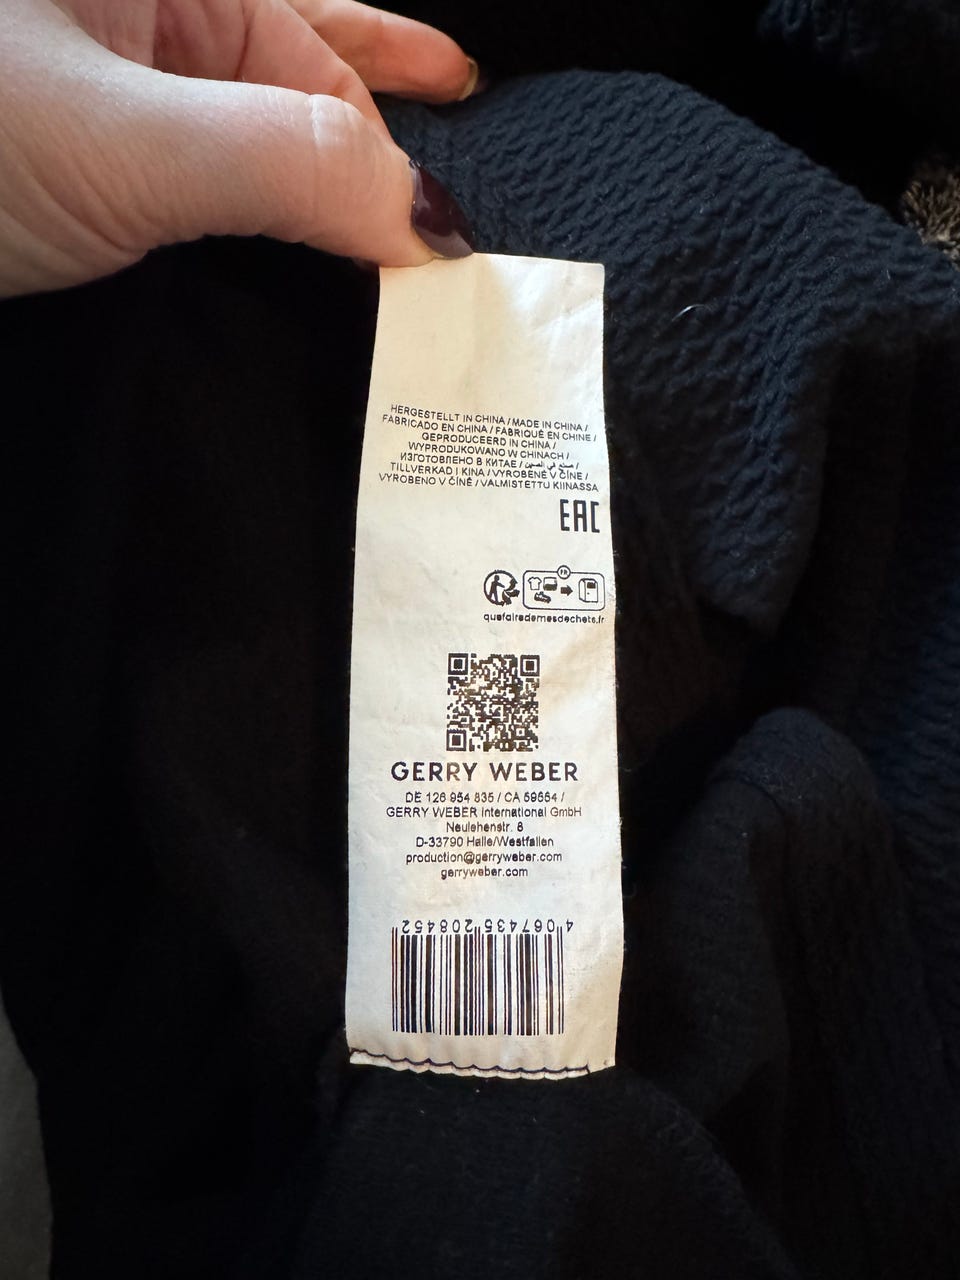 HERGESTELLT IN CHINA / MADE IN CHINA /
FABRICADO EN CHINA / FABRIQUÉ EN CHINE /
GEPRODUCEERD IN CHINA /
WYPRODUKOWANO W CHINACH /
ИЗГОТОВЛЕНО В КИТАЕ / صنع في الصين /
TILLVERKAD I KINA / VYROBENÉ V ČÍNE /
VYROBENO V ČÍNĚ / VALMISTETTU KIINASSA
EAC
FR
quefairedemesdechets.fr
GERRY WEBER
DE 126 954 835 / CA 59564 /
GERRY WEBER International GmbH
Neulehenstr. 8
D-33790 Halle/Westfalen
production@gerryweber.com
gerryweber.com
4 067435 208452